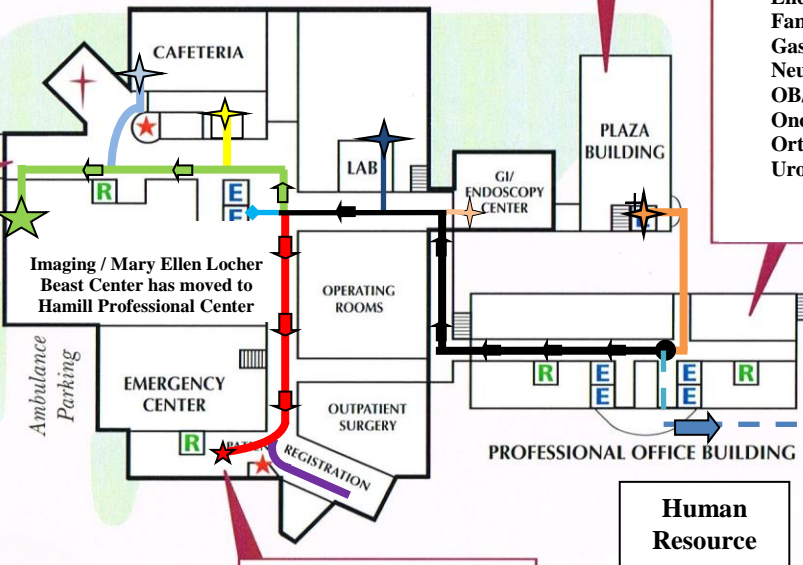 CAFETERIA
LAB
GI/
ENDOSCOPY
CENTER
PLAZA
BUILDING
Gas
Neu
OB
Onc
Ort
Uro
R
E
E
E
Imaging / Mary Ellen Locher
Beast Center has moved to
Hamill Professional Center
OPERATING
ROOMS
Ambulance
Parking
EMERGENCY
CENTER
OUTPATIENT
SURGERY
R
REGISTRATION
R
E
E
E
E
R
PROFESSIONAL OFFICE BUILDING
Human
Resource